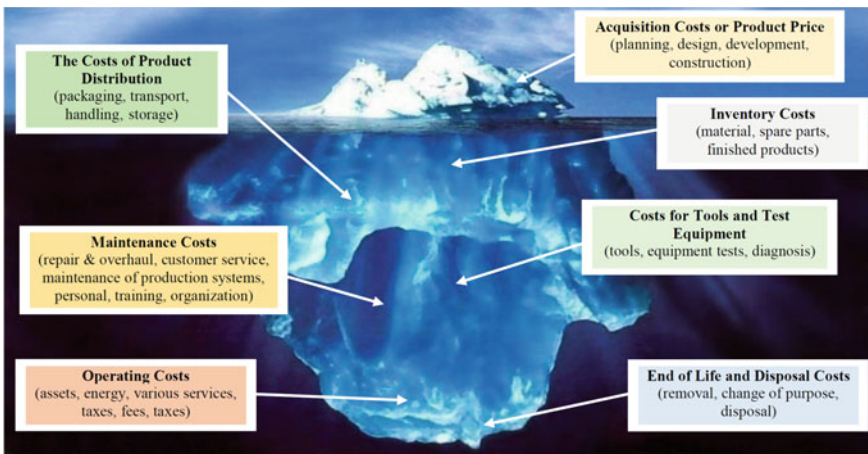 Acquisition Costs or Product Price
(planning, design, development,
construction)
The Costs of Product
Distribution
(packaging, transport,
handling, storage)
Inventory Costs
(material, spare parts,
finished products)
Costs for Tools and Test
Equipment
(tools, equipment tests, diagnosis)
Maintenance Costs
(repair & overhaul, customer service,
maintenance of production systems,
personal, training, organization)
Operating Costs
(assets, energy, various services,
taxes, fees, taxes)
End of Life and Disposal Costs
(removal, change of purpose,
disposal)